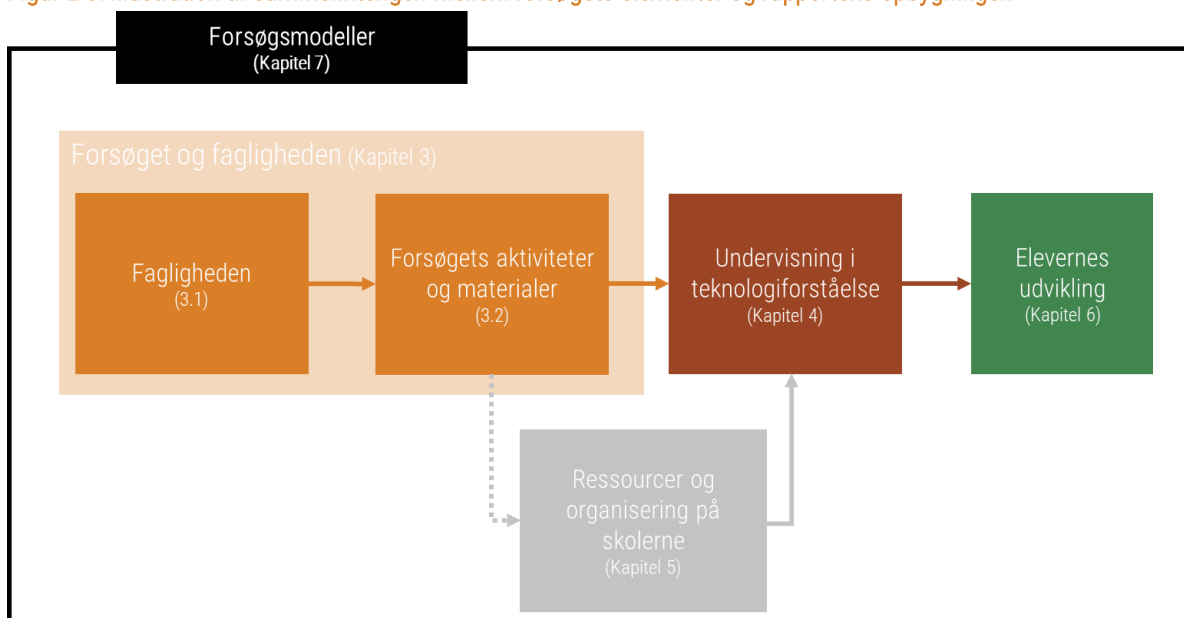 Forsøgsmodeller
(Kapitel 7)
Forsøget og fagligheden (Kapitel 3)
Fagligheden
(3.1)
Forsøgets aktiviteter
og materialer
(3.2)
Undervisning i
teknologiforståelse
(Kapitel 4)
Elevernes
udvikling
(Kapitel 6)
Ressourcer og
organisering på
skolerne
(Kapitel 5)